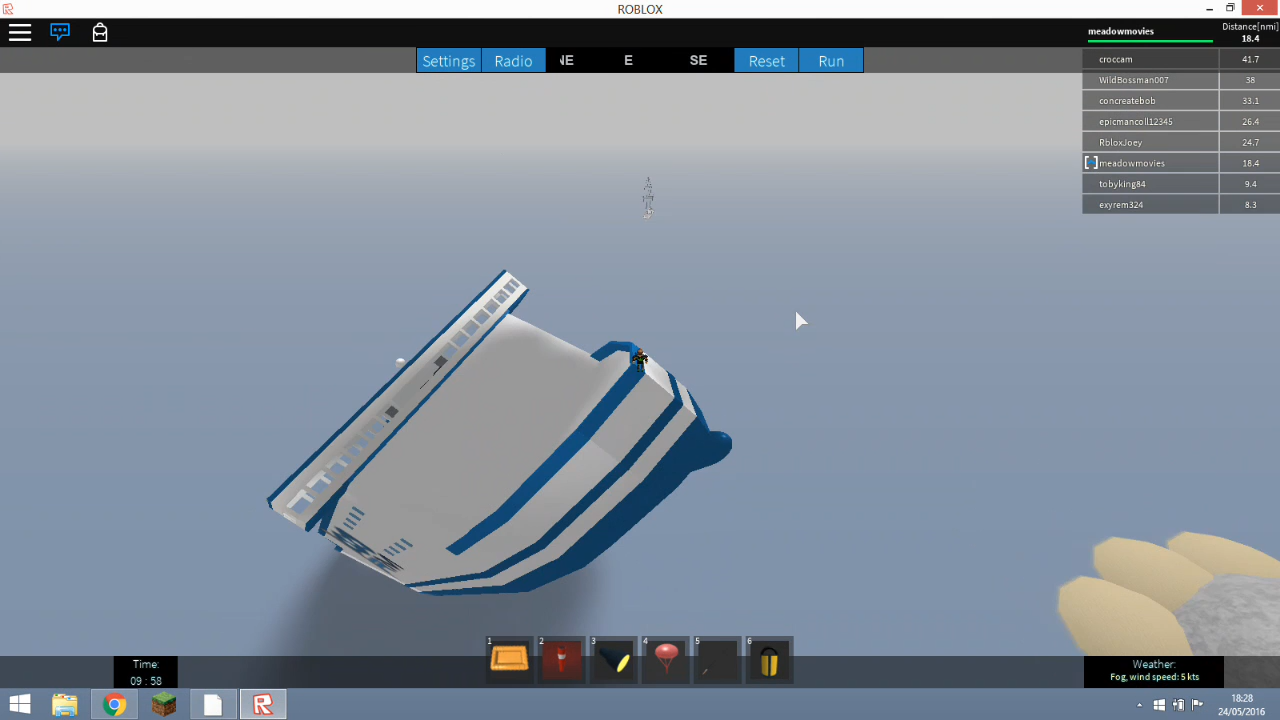 ROBLOX
meadowmovies
Distance[nmi]
18.4
Settings Radio NE E SE Reset Run
croccam 41.7
WildBossman007 38
concreatebob 33.1
epicmancoll12345 26.4
RbloxJoey 24.7
meadowmovies 18.4
tobyking84 9.4
exyrem324 8.3
1 2 3 4 5 6
Time:
09 : 58
Weather:
Fog, wind speed: 5 kts
18:28
24/05/2016